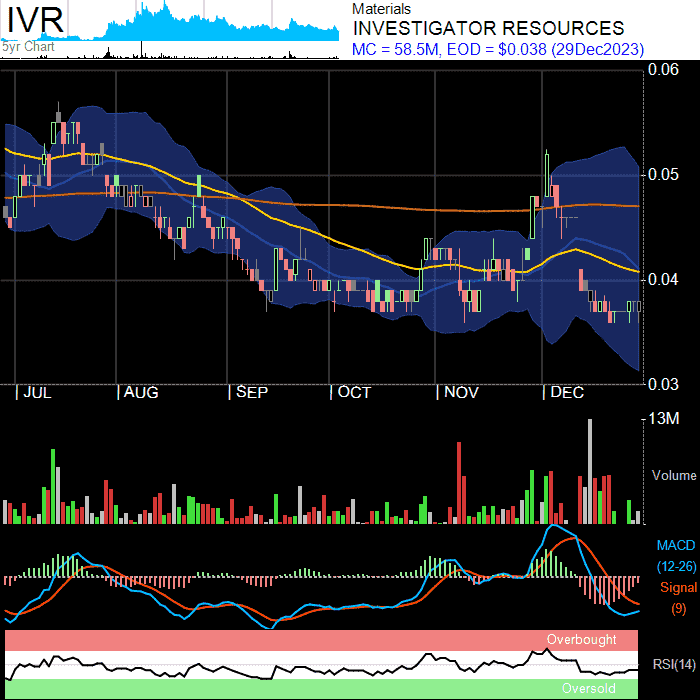 IVR
5yr Chart
Materials
INVESTIGATOR RESOURCES
MC = 58.5M, EOD = $0.038 (29Dec2023)
0.06
0.05
0.04
0.03
JUL AUG SEP OCT NOV DEC
13M
Volume
MACD
(12-26)
Signal
(9)
Overbought
RSI(14)
Oversold